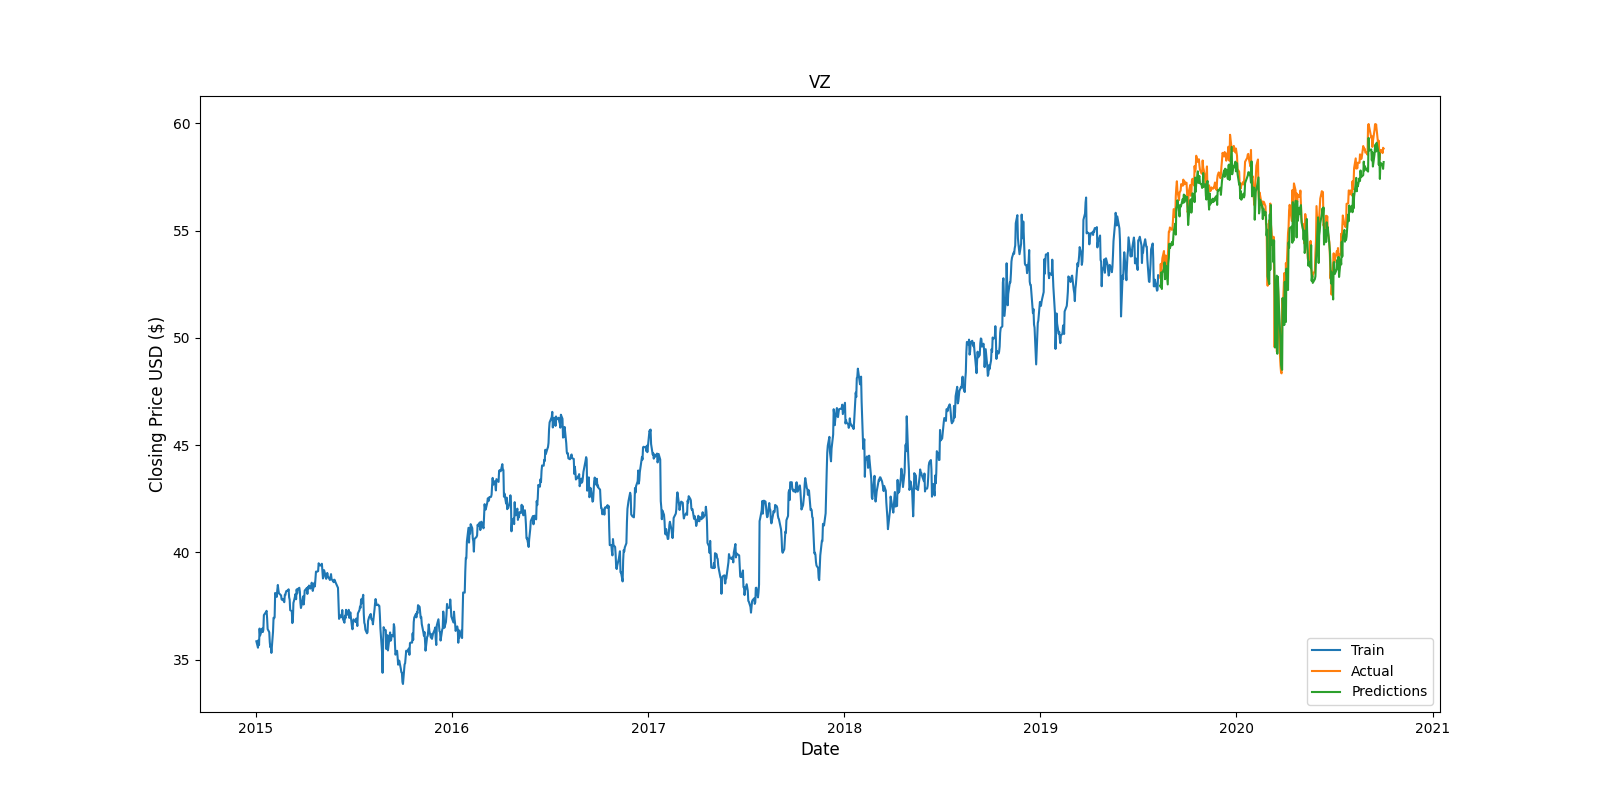 VZ
Closing Price USD ($)
60
55
50
45
40
35
Train
Actual
Predictions
2015 2016 2017 2018 2019 2020 2021
Date